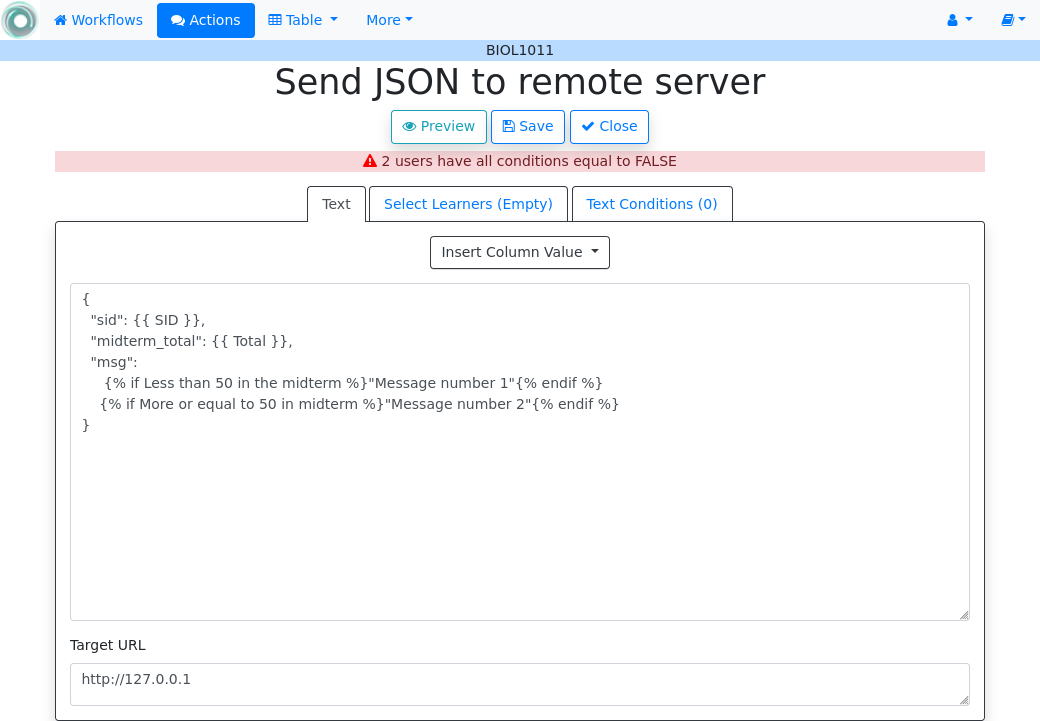 Workflows Actions Table More
BIOL1011
Send JSON to remote server
Preview Save Close
2 users have all conditions equal to FALSE
Text Select Learners (Empty) Text Conditions (0)
Insert Column Value
{
"sid": {{ SID }},
"midterm_total": {{ Total }},
"msg":
{% if Less than 50 in the midterm %}"Message number 1"{% endif %}
{% if More or equal to 50 in midterm %}"Message number 2"{% endif %}
}
Target URL
http://127.0.0.1